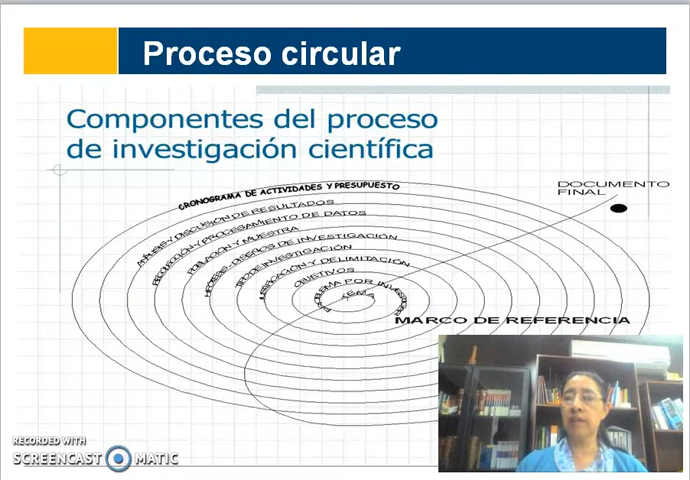 Proceso circular
Componentes del proceso
de investigación científica
CRONOGRAMA DE ACTIVIDADES Y PRESUPUESTO
ANÁLISIS Y DISCUSIÓN DE RESULTADOS
RECOLECCIÓN Y PROCESAMIENTO DE DATOS
POBLACIÓN Y MUESTRA
HIPÓTESIS - DISEÑOS DE INVESTIGACIÓN
TIPO DE INVESTIGACIÓN
JUSTIFICACIÓN Y DELIMITACIÓN
OBJETIVOS
PROBLEMA POR INVESTIGAR
TEMA
MARCO DE REFERENCIA
DOCUMENTO
FINAL
RECORDED WITH
SCREENCAST MATIC